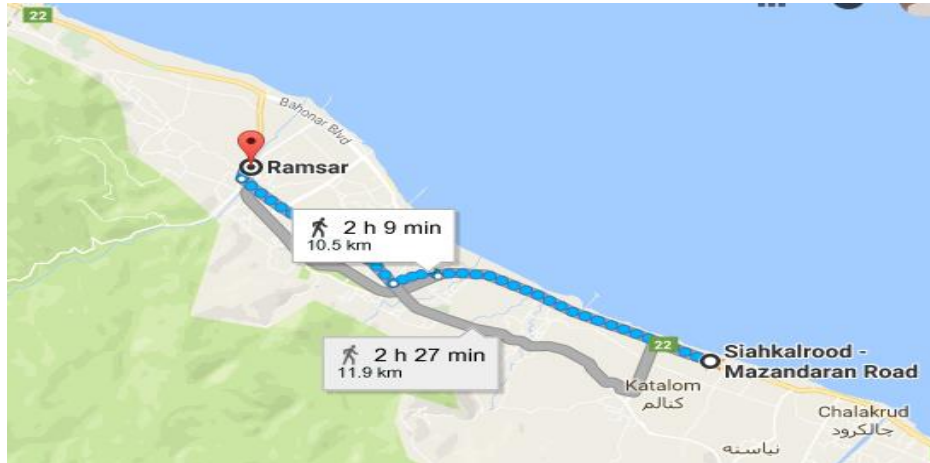 22
Bahonar Blvd
Ramsar
2 h 9 min
10.5 km
22
Siahkalrood -
Mazandaran Road
2 h 27 min
11.9 km
Katalom
کتالم
Chalakrud
چالکرود
نیاسته